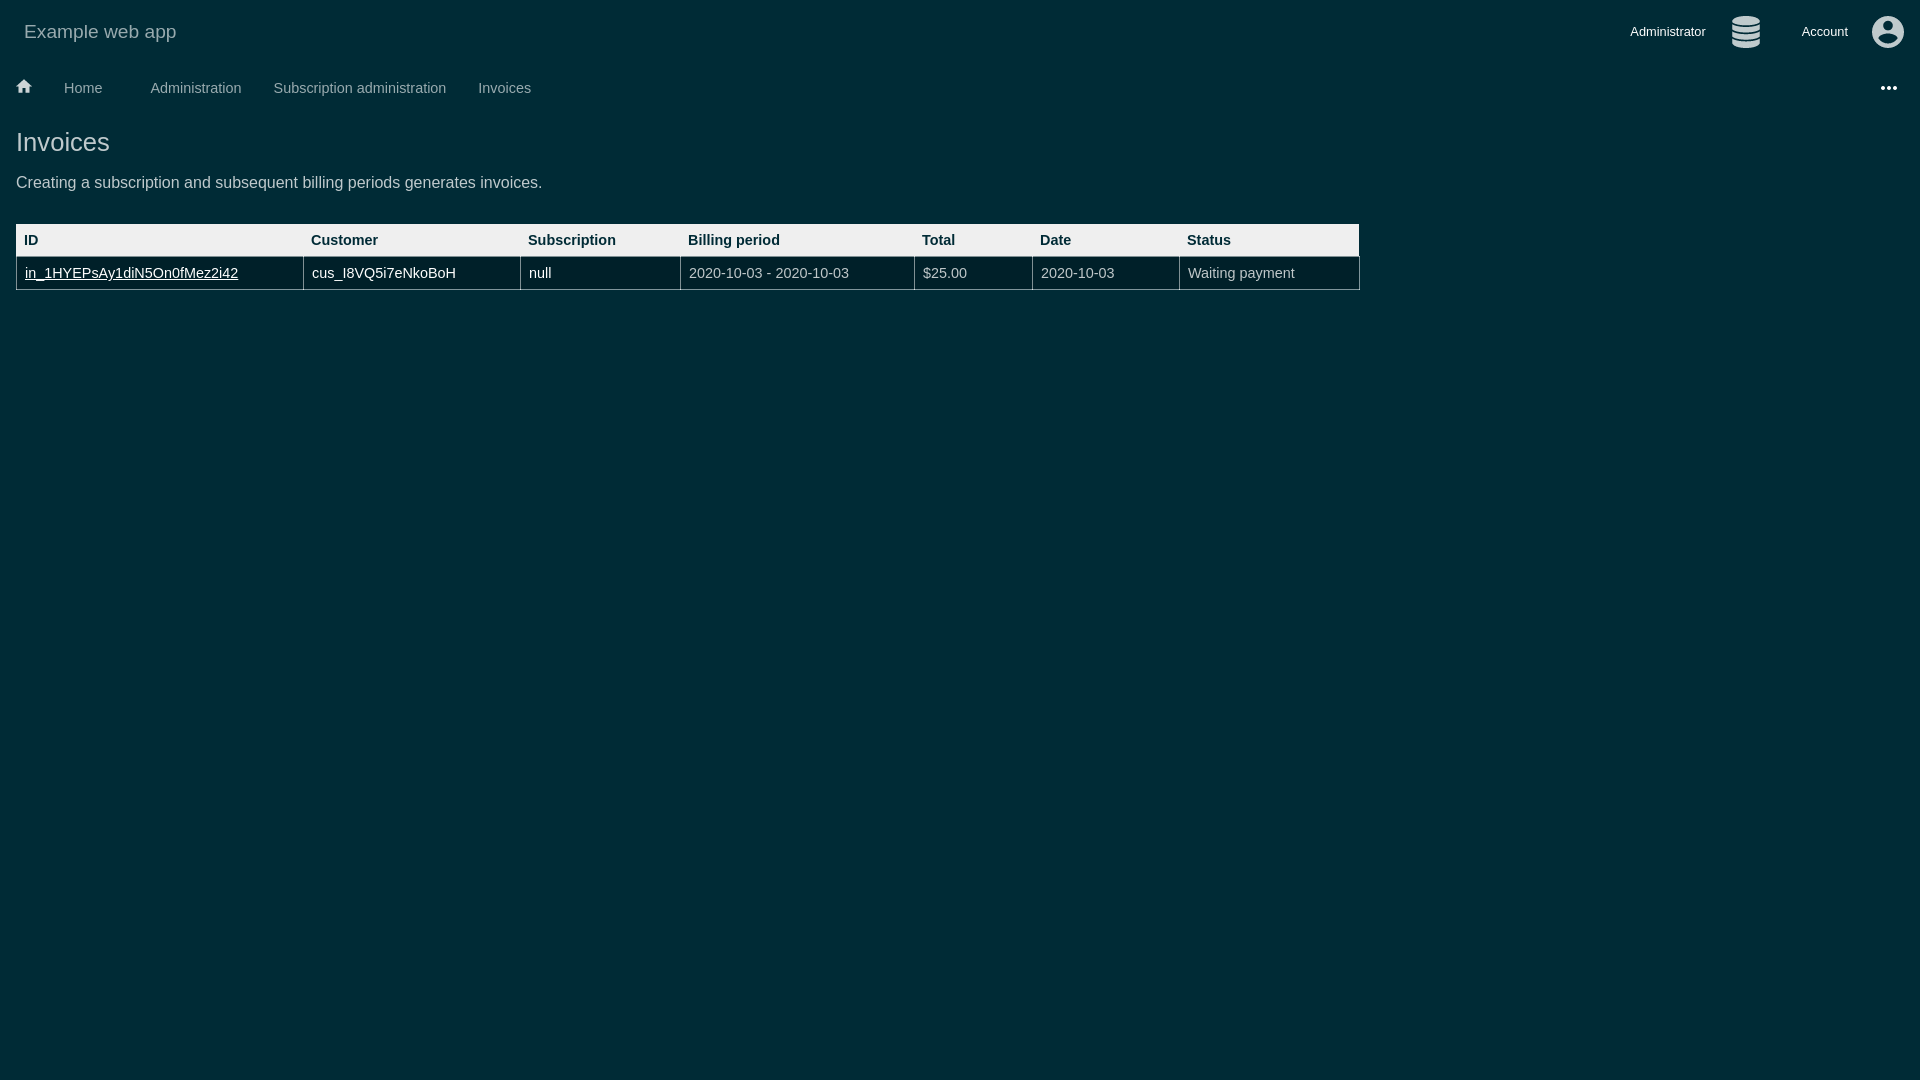 Example web app
Administrator
Account
Home Administration Subscription administration Invoices
Invoices
Creating a subscription and subsequent billing periods generates invoices.
ID Customer Subscription Billing period Total Date Status
in_1HYEPsAy1diN5On0fMez2i42 cus_I8VQ5i7eNkoBoH null 2020-10-03 - 2020-10-03 $25.00 2020-10-03 Waiting payment